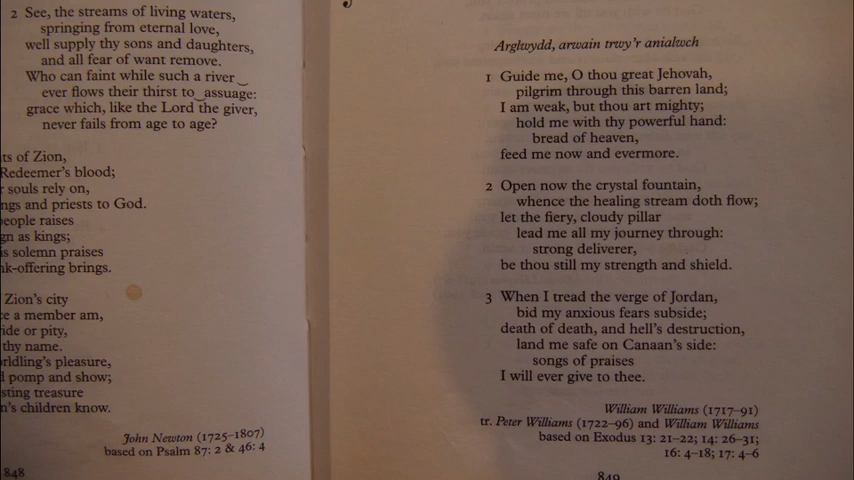 2 See, the streams of living waters,
springing from eternal love,
well supply thy sons and daughters,
and all fear of want remove.
Who can faint while such a river
ever flows their thirst to assuage:
grace which, like the Lord the giver,
never fails from age to age?
of Zion,
Redeemer's blood;
souls rely on,
and priests to God.
raises
as kings;
solemn praises
brings.
Zion's city
a member am,
or pity,
thy name.
pleasure,
pomp and show;
treasure
children know.
John Newton (1725–1807)
based on Psalm 87: 2 & 46: 4
848
Arglwydd, arwain trwy'r anialwch
1 Guide me, O thou great Jehovah,
pilgrim through this barren land;
I am weak, but thou art mighty;
hold me with thy powerful hand:
bread of heaven,
feed me now and evermore.
2 Open now the crystal fountain,
whence the healing stream doth flow;
let the fiery, cloudy pillar
lead me all my journey through:
strong deliverer,
be thou still my strength and shield.
3 When I tread the verge of Jordan,
bid my anxious fears subside;
death of death, and hell's destruction,
land me safe on Canaan's side:
songs of praises
I will ever give to thee.
William Williams (1717–91)
tr. Peter Williams (1722–96) and William Williams
based on Exodus 13: 21–22; 14: 26–31;
16: 4–18; 17: 4–6
849